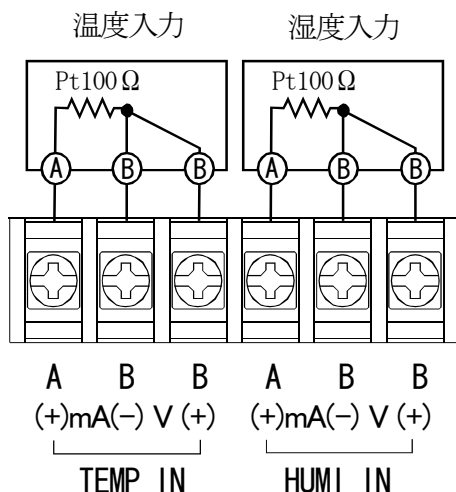 温度入力 湿度入力
Pt100Ω Pt100Ω
A B B A B B
A B B A B B
(+)mA(−) V (+) (+)mA(−) V (+)
TEMP IN HUMI IN